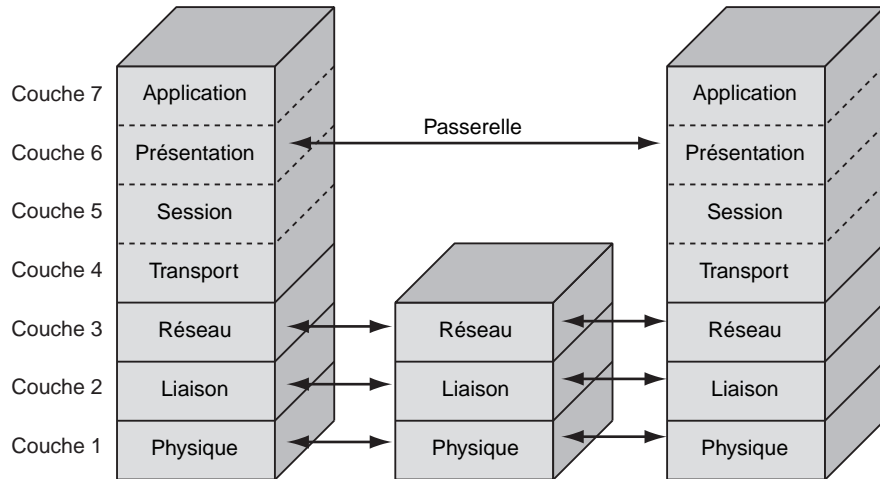 Couche 7 Application Application
Passerelle
Couche 6 Présentation Présentation
Couche 5 Session Session
Couche 4 Transport Transport
Couche 3 Réseau Réseau Réseau
Couche 2 Liaison Liaison Liaison
Couche 1 Physique Physique Physique